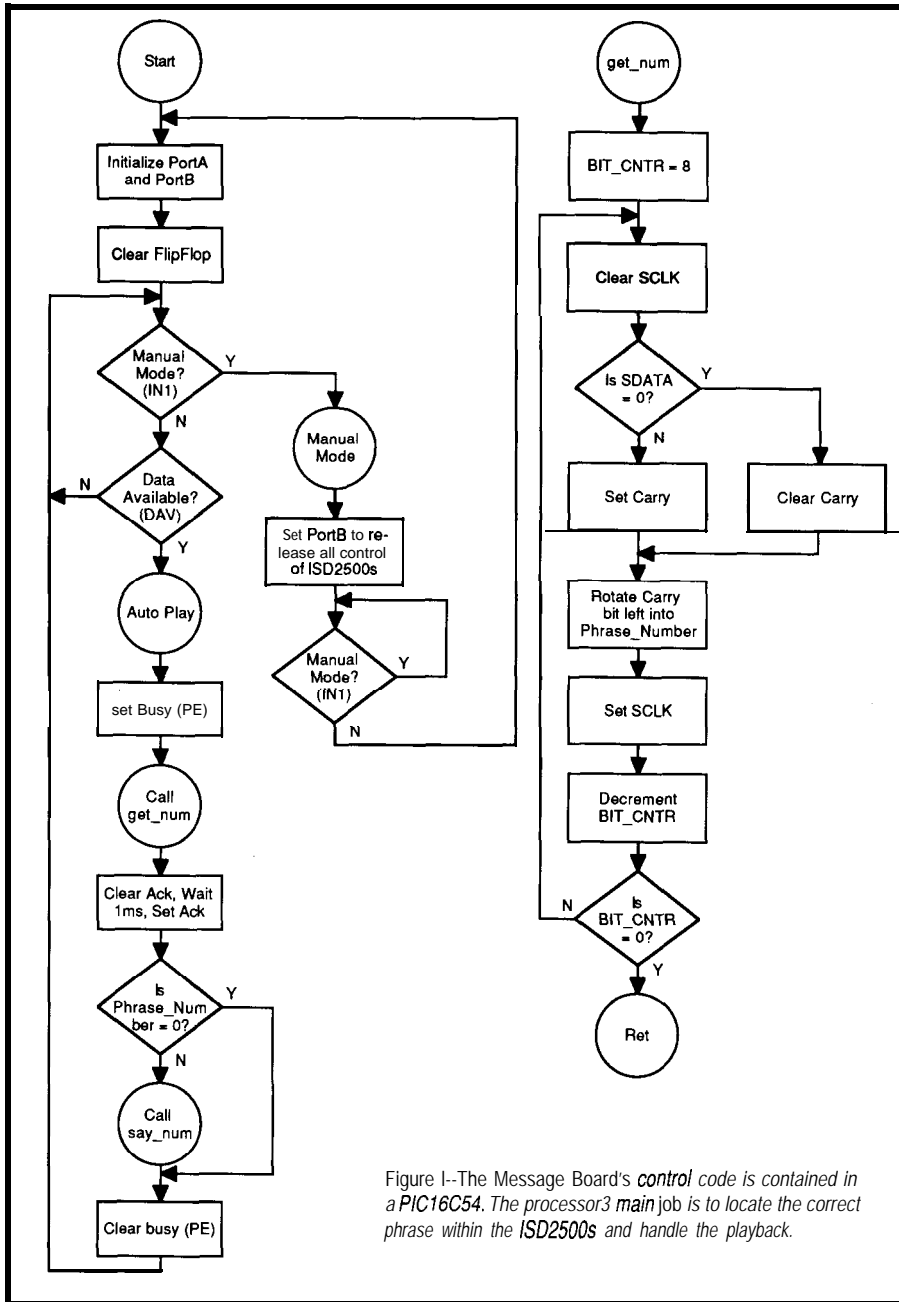 Start
Initialize PortA
and PortB
Clear FlipFlop
Manual
Mode?
(IN1)
Y
N
Data
Available?
(DAV)
N
Y
Auto Play
set Busy (PE)
Call
get_num
Clear Ack, Wait
1ms, Set Ack
Is
Phrase_Num
ber = 0?
Y
N
Call
say_num
Clear busy (PE)
Manual
Mode
Set PortB to re-
lease all control
of ISD2500s
Manual
Mode?
(IN1)
Y
N
get_num
BIT_CNTR = 8
Clear SCLK
Is SDATA
= 0?
Y
N
Set Carry
Clear Carry
Rotate Carry
bit left into
Phrase_Number
Set SCLK
Decrement
BIT_CNTR
Is
BIT_CNTR
= 0?
N
Y
Ret
Figure I--The Message Board's control code is contained in
a PIC16C54. The processor3 main job is to locate the correct
phrase within the ISD2500s and handle the playback.